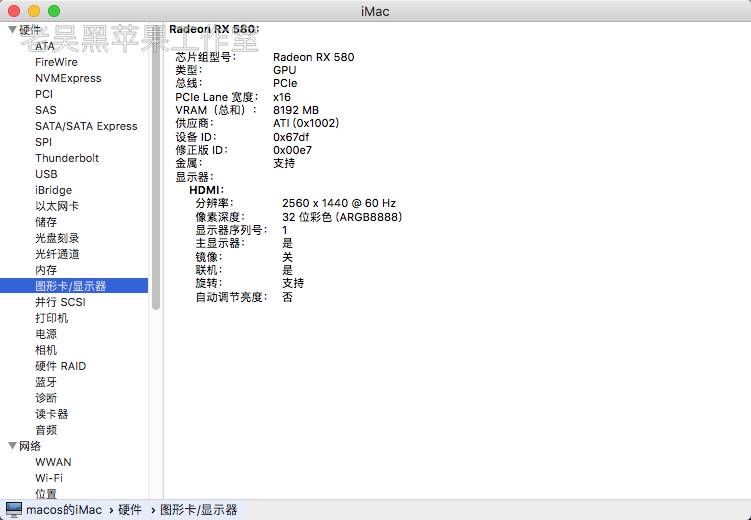 iMac
老吴黑苹果工作室
硬件
ATA
FireWire
NVMExpress
PCI
SAS
SATA/SATA Express
SPI
Thunderbolt
USB
iBridge
以太网卡
储存
光盘刻录
光纤通道
内存
图形卡/显示器
并行 SCSI
打印机
电源
相机
硬件 RAID
蓝牙
诊断
读卡器
音频
网络
WWAN
Wi-Fi
位置
Radeon RX 580:
芯片组型号： Radeon RX 580
类型： GPU
总线： PCIe
PCIe Lane 宽度： x16
VRAM（总和）： 8192 MB
供应商： ATI (0x1002)
设备 ID： 0x67df
修正版 ID： 0x00e7
金属： 支持
显示器：
HDMI：
分辨率： 2560 x 1440 @ 60 Hz
像素深度： 32 位彩色 (ARGB8888)
显示器序列号： 1
主显示器： 是
镜像： 关
联机： 是
旋转： 支持
自动调节亮度： 否
macos的iMac › 硬件 › 图形卡/显示器